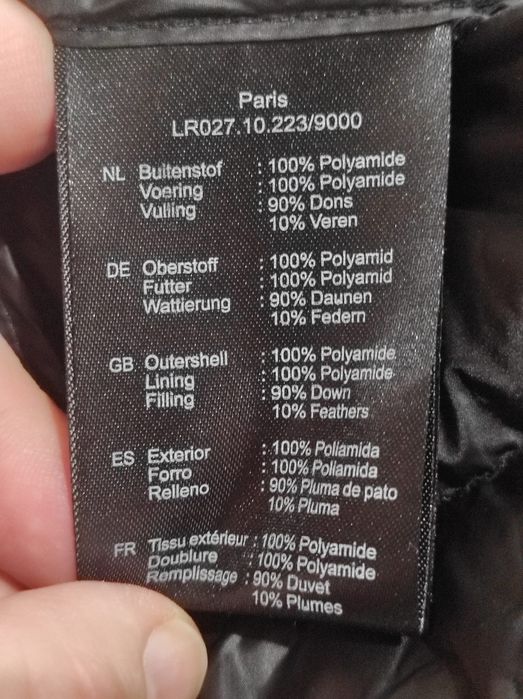 Paris
LR027.10.223/9000
NL Buitenstof : 100% Polyamide
Voering : 100% Polyamide
Vulling : 90% Dons
10% Veren
DE Oberstoff : 100% Polyamid
Futter : 100% Polyamid
Wattierung : 90% Daunen
10% Federn
GB Outershell : 100% Polyamide
Lining : 100% Polyamide
Filling : 90% Down
10% Feathers
ES Exterior : 100% Poliamida
Forro : 100% Poliamida
Relleno : 90% Pluma de pato
10% Pluma
FR Tissu extérieur : 100% Polyamide
Doublure : 100% Polyamide
Remplissage : 90% Duvet
10% Plumes